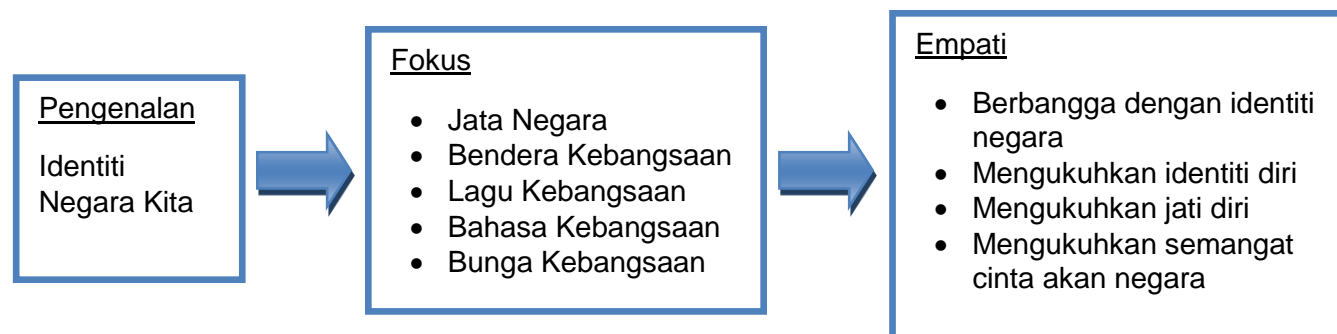 Pengenalan
Identiti
Negara Kita
Fokus
• Jata Negara
• Bendera Kebangsaan
• Lagu Kebangsaan
• Bahasa Kebangsaan
• Bunga Kebangsaan
Empati
• Berbangga dengan identiti
negara
• Mengukuhkan identiti diri
• Mengukuhkan jati diri
• Mengukuhkan semangat
cinta akan negara